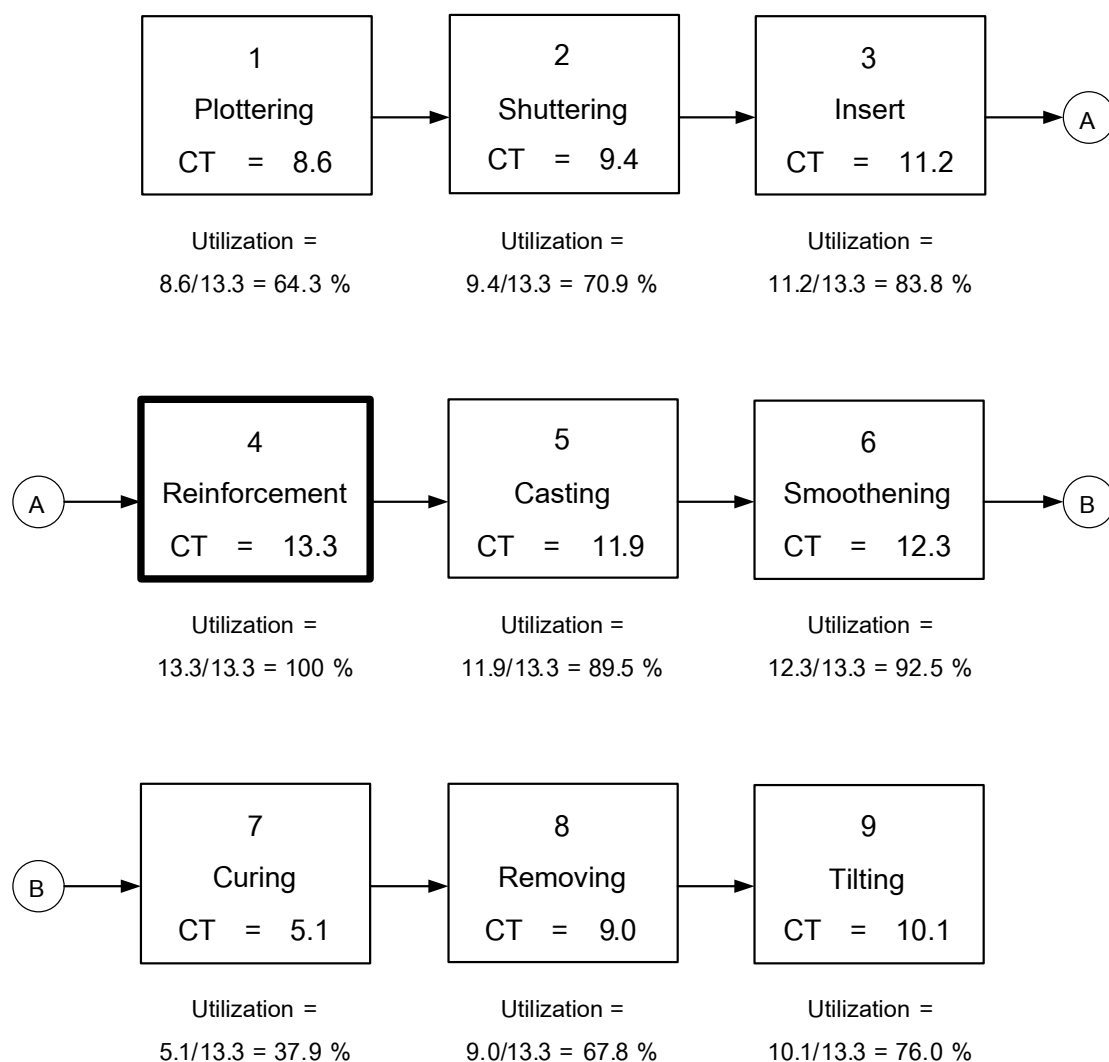 1
Plottering
CT = 8.6
2
Shuttering
CT = 9.4
3
Insert
CT = 11.2
A
Utilization =
8.6/13.3 = 64.3 %
Utilization =
9.4/13.3 = 70.9 %
Utilization =
11.2/13.3 = 83.8 %
A
4
Reinforcement
CT = 13.3
5
Casting
CT = 11.9
6
Smoothening
CT = 12.3
B
Utilization =
13.3/13.3 = 100 %
Utilization =
11.9/13.3 = 89.5 %
Utilization =
12.3/13.3 = 92.5 %
B
7
Curing
CT = 5.1
8
Removing
CT = 9.0
9
Tilting
CT = 10.1
Utilization =
5.1/13.3 = 37.9 %
Utilization =
9.0/13.3 = 67.8 %
Utilization =
10.1/13.3 = 76.0 %